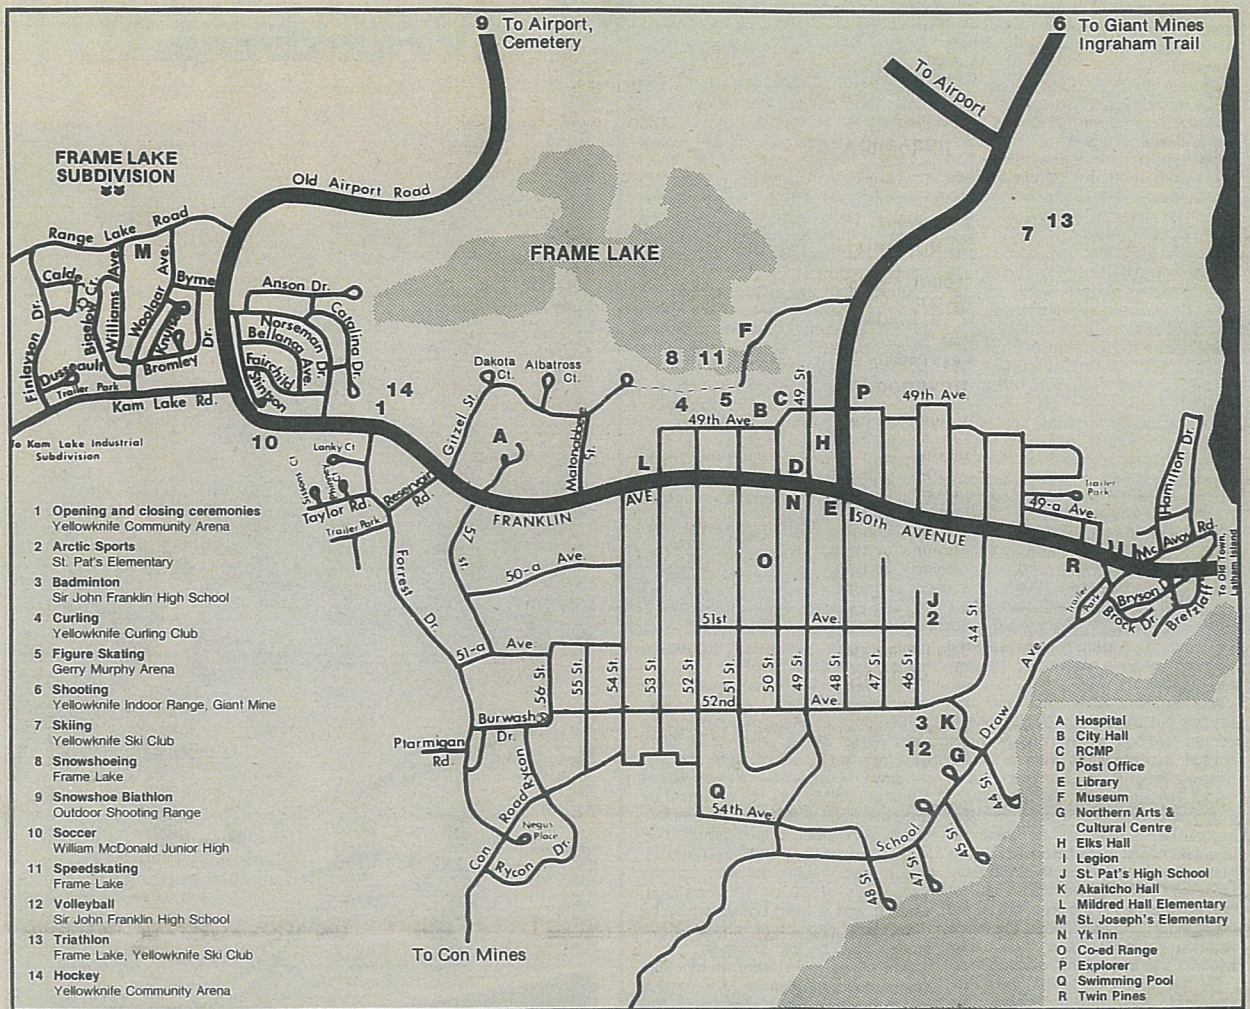 9 To Airport,
Cemetery
6 To Giant Mines
Ingraham Trail
To Airport
FRAME LAKE
SUBDIVISION
Old Airport Road
Range Lake Road
M
Calder Ct.
Finlayson Dr.
Bigelow Cr.
Williams Ave.
Woolgar Ave.
Byrne
Knutsen
Dr.
Bromley
Dusseault
Trailer Park
Kam Lake Rd.
To Kam Lake Industrial
Subdivision
Anson Dr.
Catalina Dr.
Norseman Dr.
Bellanca Ave.
Fairchild
Stinson
FRAME LAKE
7 13
F
8 11
Dakota
Ct.
Albatross
Ct.
14
1
10
4 5
B C
49 St.
P
49th Ave.
49th Ave.
Gitzel St.
A
Matonabbee
St.
L
H
D
Lanky Ct
Sissons Ct
Taylor Rd.
Trailer Park
Reservoir
Rd.
FRANKLIN
AVE.
N E I
50th AVENUE
Trailer
Park
49-a Ave.
Hamilton Dr.
Mc Avoy Rd.
To Old Town,
Latham Island
R
Trailer
Park
Bryson D
Brock Dr.
Bretzlaff
57 St.
50-a Ave.
O
Forrest Dr.
51-a Ave.
51st Ave.
J
2
44 St.
56 St.
55 St.
54 St.
53 St.
52 St.
51 St.
50 St.
49 St.
48 St.
47 St.
46 St.
52nd Ave.
Burwash
Dr.
Ptarmigan
Rd.
3 K
12 G
School Draw Ave.
44 St.
45 St.
47 St.
48 St.
Q
54th Ave.
Con Road
Rycon
Negus
Place
Rycon Dr.
To Con Mines
1 Opening and closing ceremonies
Yellowknife Community Arena
2 Arctic Sports
St. Pat's Elementary
3 Badminton
Sir John Franklin High School
4 Curling
Yellowknife Curling Club
5 Figure Skating
Gerry Murphy Arena
6 Shooting
Yellowknife Indoor Range, Giant Mine
7 Skiing
Yellowknife Ski Club
8 Snowshoeing
Frame Lake
9 Snowshoe Biathlon
Outdoor Shooting Range
10 Soccer
William McDonald Junior High
11 Speedskating
Frame Lake
12 Volleyball
Sir John Franklin High School
13 Triathlon
Frame Lake, Yellowknife Ski Club
14 Hockey
Yellowknife Community Arena
A Hospital
B City Hall
C RCMP
D Post Office
E Library
F Museum
G Northern Arts &
Cultural Centre
H Elks Hall
I Legion
J St. Pat's High School
K Akaitcho Hall
L Mildred Hall Elementary
M St. Joseph's Elementary
N Yk Inn
O Co-ed Range
P Explorer
Q Swimming Pool
R Twin Pines